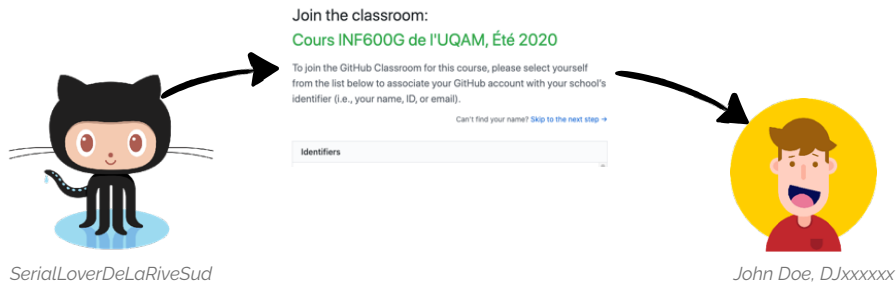 Join the classroom:
Cours INF600G de l'UQAM, Été 2020
To join the GitHub Classroom for this course, please select yourself
from the list below to associate your GitHub account with your school's
identifier (i.e., your name, ID, or email).
Can't find your name? Skip to the next step →
Identifiers
SerialLoverDeLaRiveSud
John Doe, DJxxxxxx